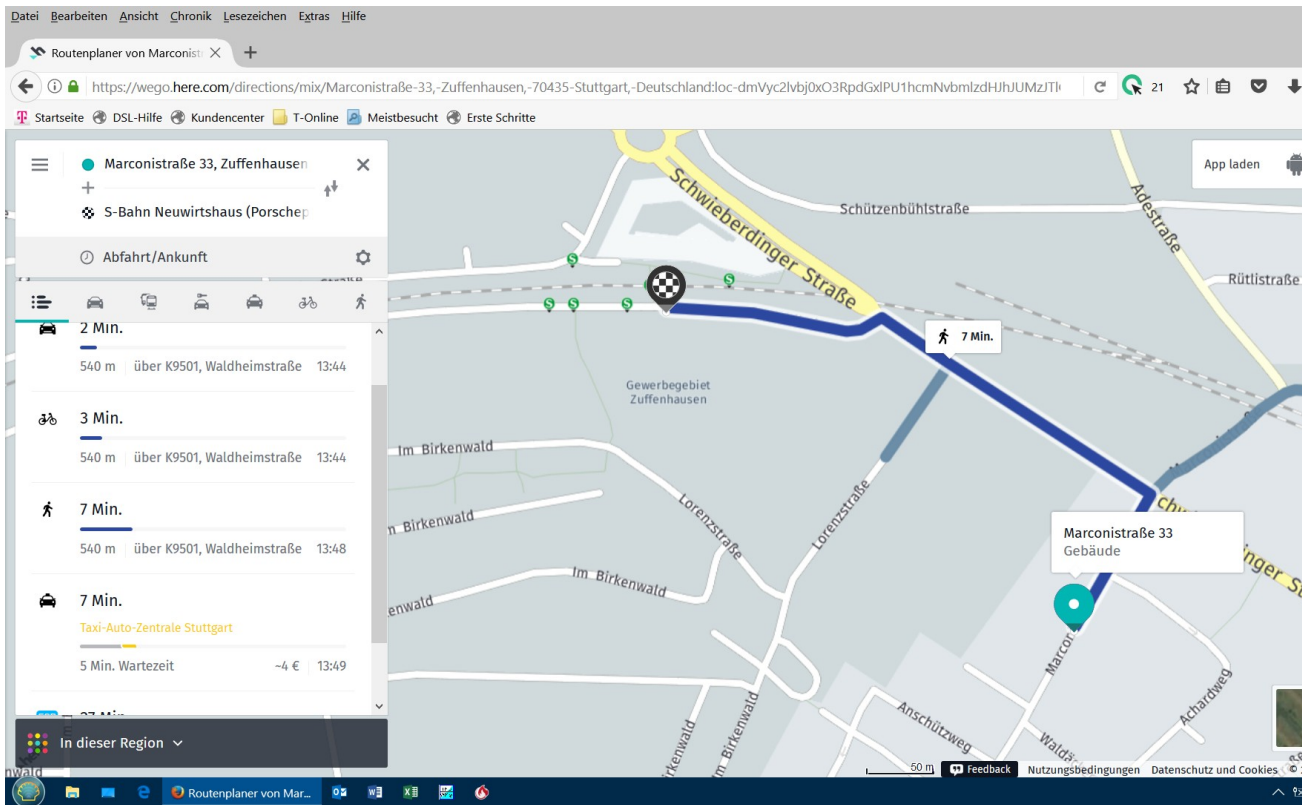 Datei Bearbeiten Ansicht Chronik Lesezeichen Extras Hilfe
Routenplaner von Marconist
https://wego.here.com/directions/mix/Marconistraße-33,-Zuffenhausen,-70435-Stuttgart,-Deutschland:loc-
21
Startseite DSL-Hilfe Kundencenter T-Online Meistbesucht Erste Schritte
Marconistraße 33, Zuffenhausen
S-Bahn Neuwirtshaus (Porschep
Abfahrt/Ankunft
2 Min.
540 m über K9501, Waldheimstraße 13:44
3 Min.
540 m über K9501, Waldheimstraße 13:44
7 Min.
540 m über K9501, Waldheimstraße 13:48
7 Min.
Taxi-Auto-Zentrale Stuttgart
5 Min. Wartezeit ~4 € 13:49
In dieser Region
App laden
Schwieberdinger Straße
Schützenbühlstraße
Adestraße
Rütlistraße
7 Min.
Gewerbegebiet
Zuffenhausen
Im Birkenwald
Lorenzstraße
Lorenzstraße
Birkenwald
Im Birkenwald
enwald
Marconistraße 33
Gebäude
Marcor
Achardweg
Anschützweg
Im Birkenwald
rkenwald
nwald
50 m
Feedback Nutzungsbedingungen Datenschutz und Cookies ©
Routenplaner von Mar...